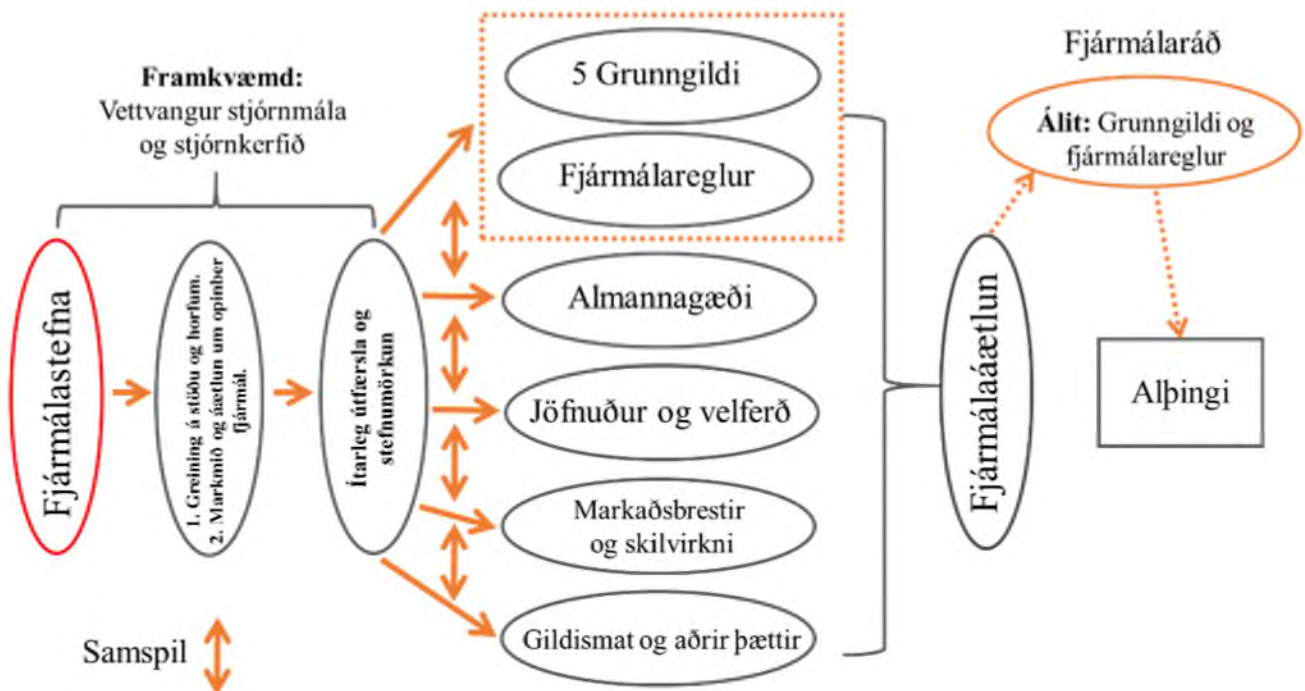 Framkvæmd:
Vettvangur stjórnmála
og stjórnkerfið
Fjármálastefna
1. Greining á stöðu og horfum.
2. Markmið og áætlun um opinber
fjármál.
Ítarleg útfærsla og
stefnumörkun
5 Grunngildi
Fjármálareglur
Almannagæði
Jöfnuður og velferð
Markaðsbrestir
og skilvirkni
Gildismat og aðrir þættir
Fjármálaáætlun
Fjármálaráð
Álit: Grunngildi og
fjármálareglur
Alþingi
Samspil